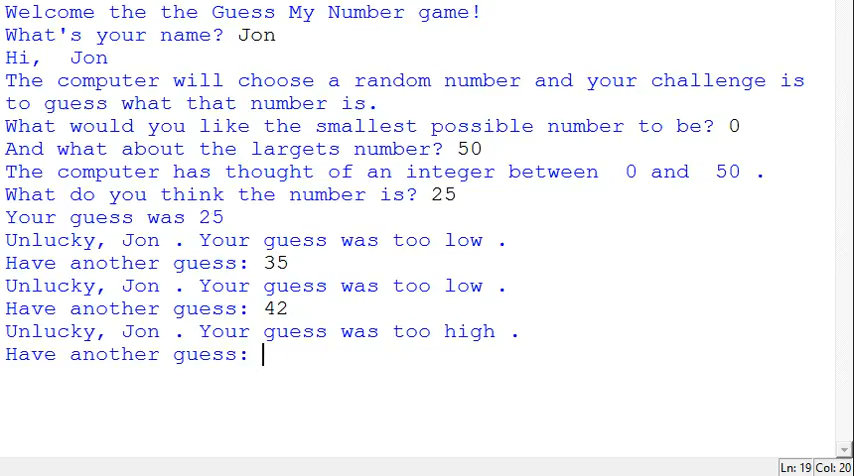 Welcome the the Guess My Number game!
What's your name? Jon
Hi,  Jon
The computer will choose a random number and your challenge is
to guess what that number is.
What would you like the smallest possible number to be? 0
And what about the largets number? 50
The computer has thought of an integer between  0 and  50 .
What do you think the number is? 25
Your guess was 25
Unlucky, Jon . Your guess was too low .
Have another guess: 35
Unlucky, Jon . Your guess was too low .
Have another guess: 42
Unlucky, Jon . Your guess was too high .
Have another guess:
Ln: 19 Col: 20